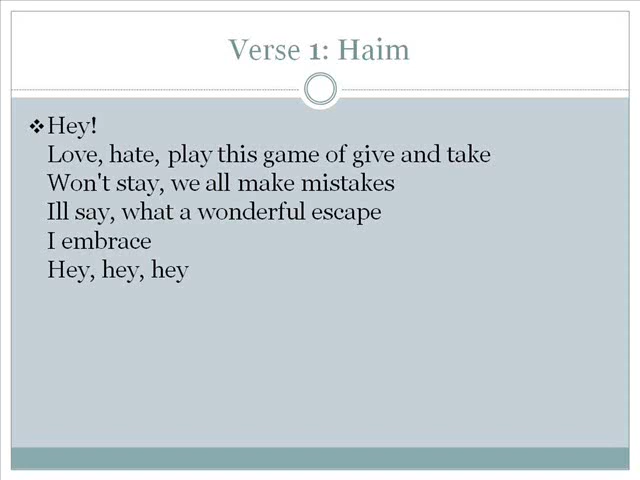 Verse 1: Haim
❖Hey!
Love, hate, play this game of give and take
Won't stay, we all make mistakes
Ill say, what a wonderful escape
I embrace
Hey, hey, hey